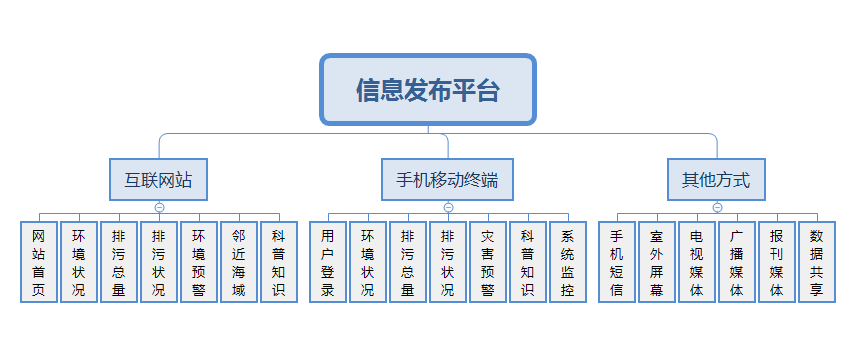 信息发布平台
互联网站
手机移动终端
其他方式
网站首页
环境状况
排污总量
排污状况
环境预警
邻近海域
科普知识
用户登录
环境状况
排污总量
排污状况
灾害预警
科普知识
系统监控
手机短信
室外屏幕
电视媒体
广播媒体
报刊媒体
数据共享